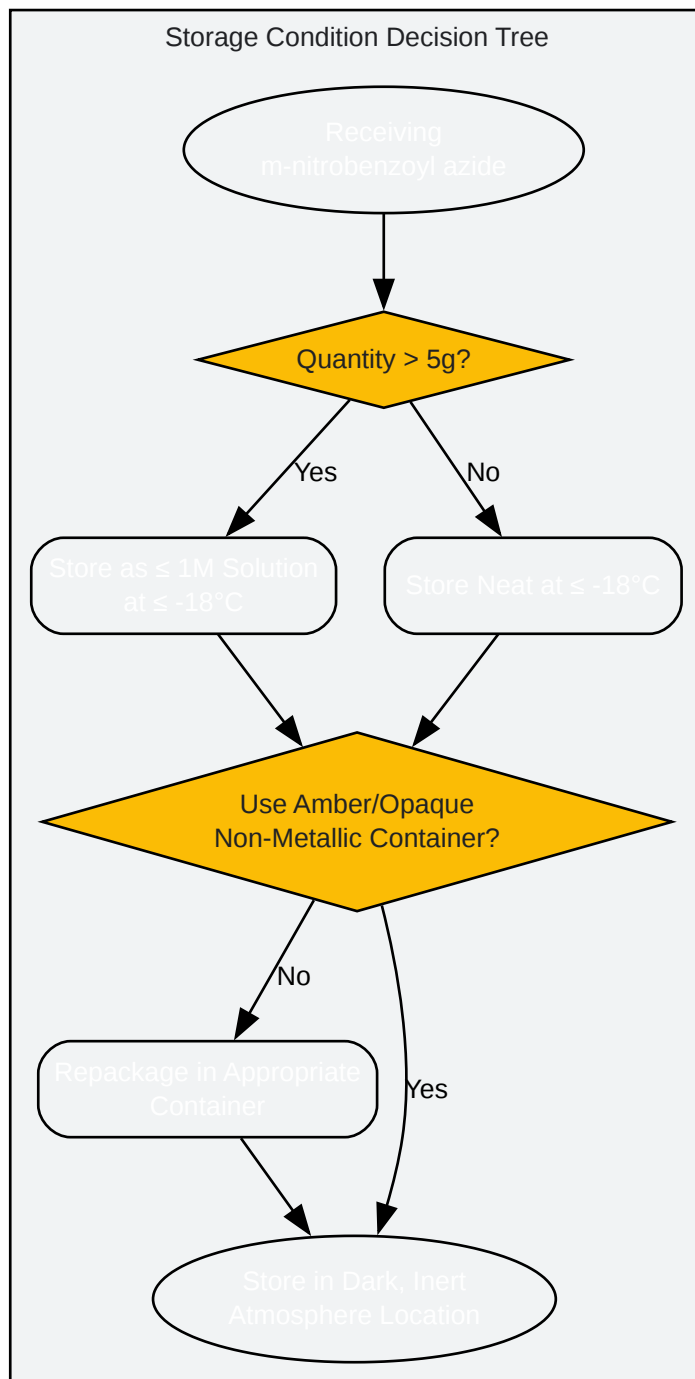 Storage Condition Decision Tree
Receiving
m-nitrobenzoyl azide
Quantity > 5g?
Yes
No
Store as ≤ 1M Solution
at ≤ -18°C
Store Neat at ≤ -18°C
Use Amber/Opaque
Non-Metallic Container?
No
Repackage in Appropriate
Container
Yes
Store in Dark, Inert
Atmosphere Location